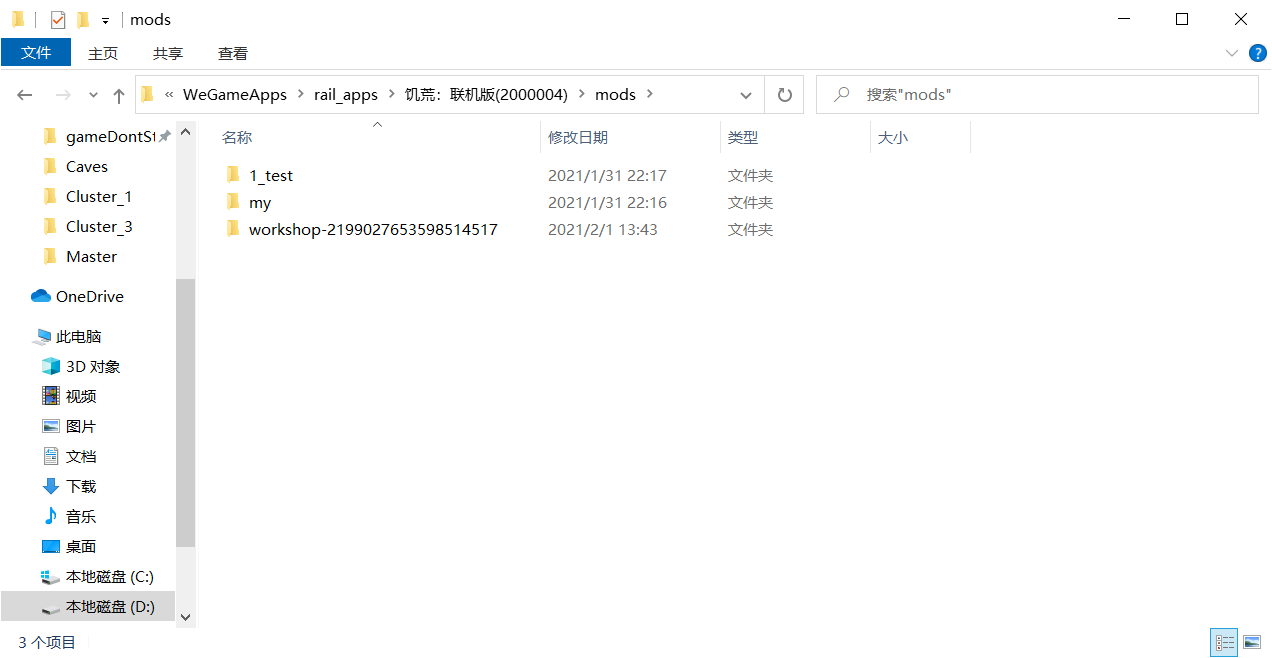 mods
文件 主页 共享 查看
« WeGameApps > rail_apps > 饥荒：联机版(2000004) > mods >
搜索"mods"
gameDontSt
Caves
Cluster_1
Cluster_3
Master
OneDrive
此电脑
3D 对象
视频
图片
文档
下载
音乐
桌面
本地磁盘 (C:)
本地磁盘 (D:)
名称 修改日期 类型 大小
1_test 2021/1/31 22:17 文件夹
my 2021/1/31 22:16 文件夹
workshop-2199027653598514517 2021/2/1 13:43 文件夹
3 个项目